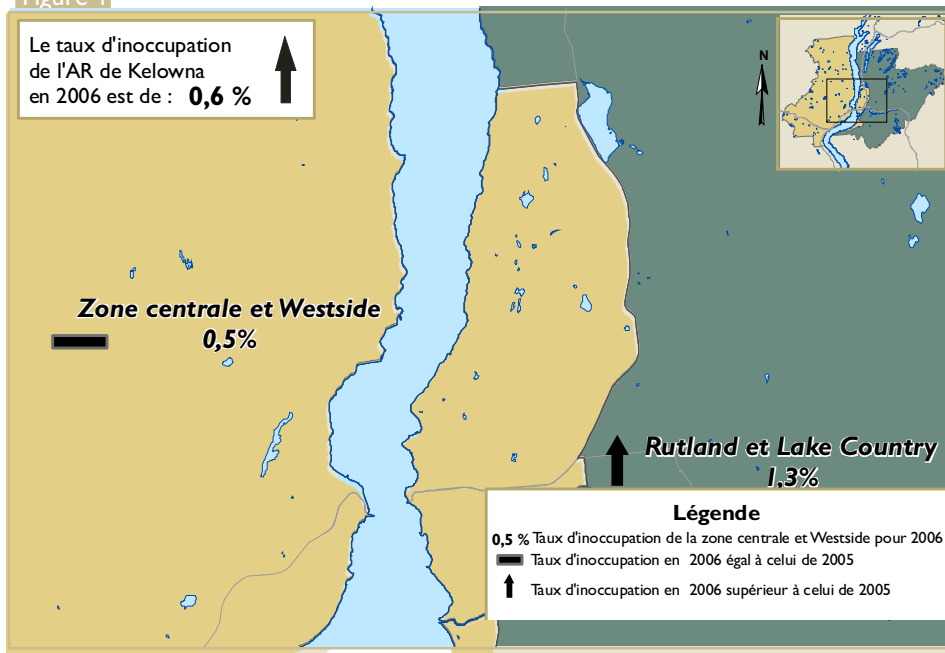 Figure 1
Le taux d'inoccupation
de l'AR de Kelowna
en 2006 est de : 0,6 %
N
Zone centrale et Westside
0,5%
Rutland et Lake Country
1,3%
Légende
0,5 % Taux d'inoccupation de la zone centrale et Westside pour 2006
Taux d'inoccupation en 2006 égal à celui de 2005
Taux d'inoccupation en 2006 supérieur à celui de 2005